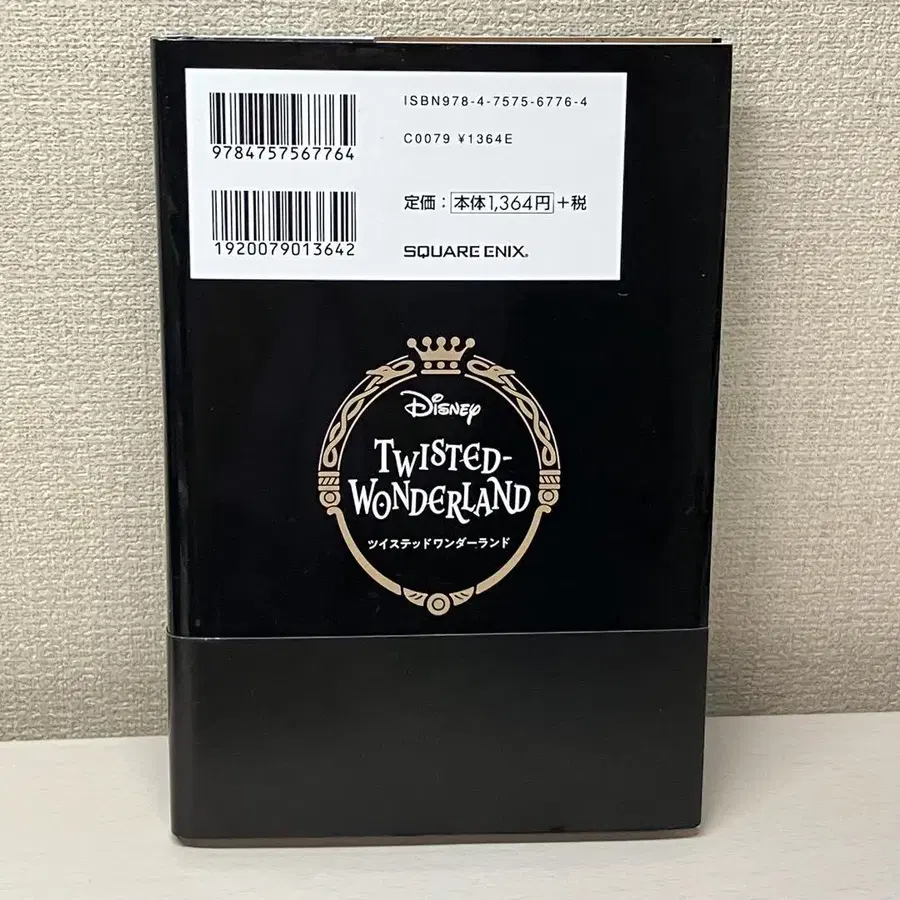 ISBN978-4-7575-6776-4
9784757567764
C0079 ¥1364E
1920079013642
定価：本体1,364円+税
SQUARE ENIX®
Disney
TWISTED-
WONDERLAND
ツイステッドワンダーランド